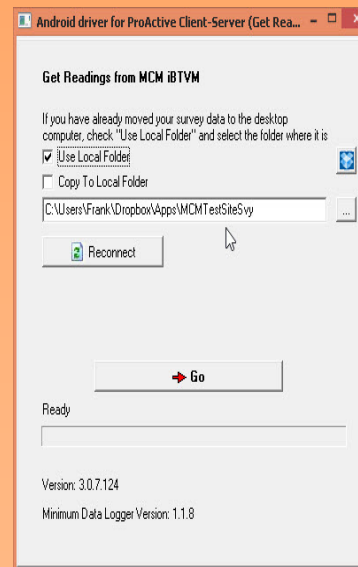 Android driver for ProActive Client-Server (Get Rea...
Get Readings from MCM iBTVM
If you have already moved your survey data to the desktop
computer, check "Use Local Folder" and select the folder where it is
Use Local Folder
Copy To Local Folder
C:\Users\Frank\Dropbox\Apps\MCMTestSiteSvy
...
Reconnect
Go
Ready
Version: 3.0.7.124
Minimum Data Logger Version: 1.1.8